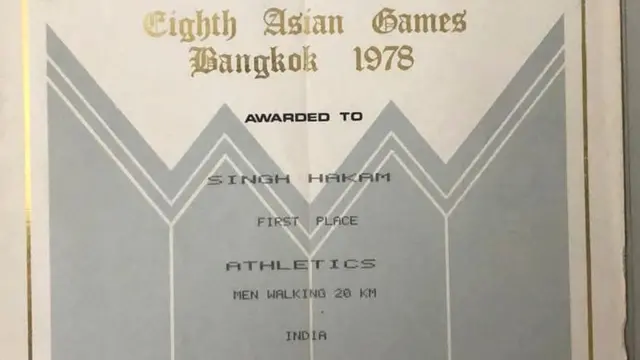 Eighth Asian Games
Bangkok 1978
AWARDED TO
SINGH HAKAM
FIRST PLACE
ATHLETICS
MEN WALKING 20 KM
INDIA